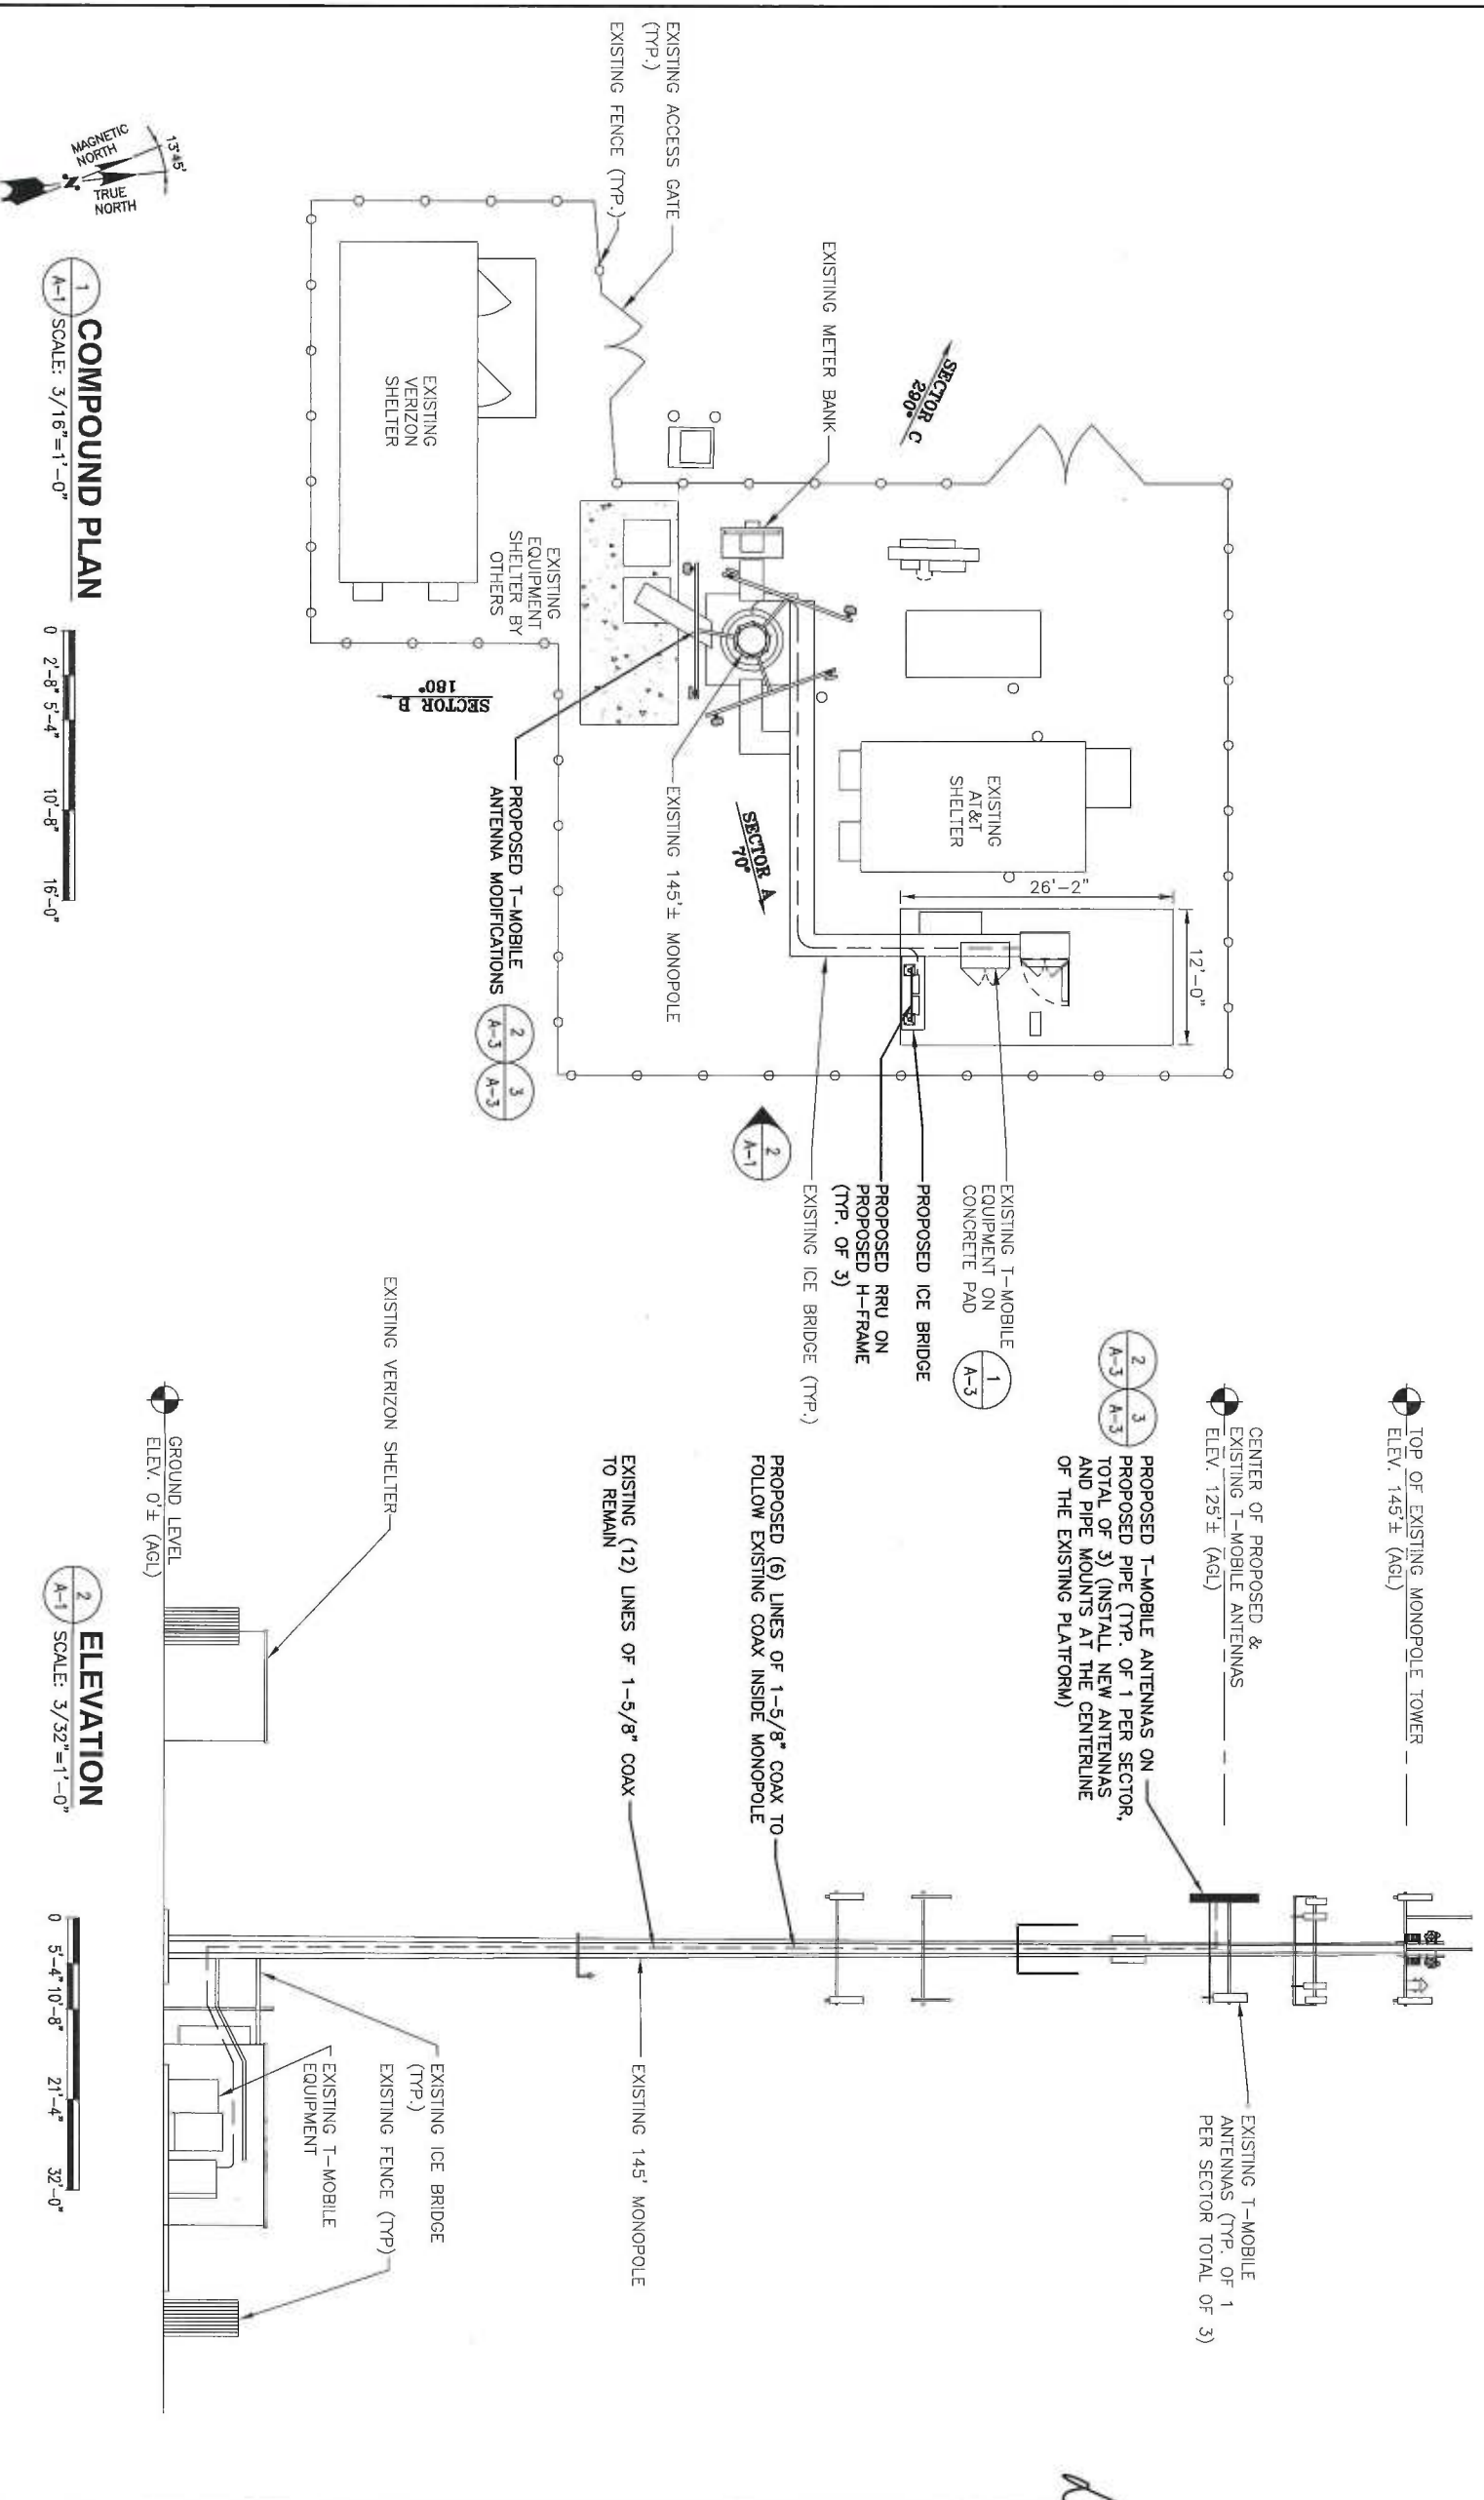 EXISTING ACCESS GATE
(TYP.)
EXISTING FENCE (TYP.)
EXISTING METER BANK
SECTOR C
290°
EXISTING
VERIZON
SHELTER
EXISTING
EQUIPMENT
SHELTER BY
OTHERS
SECTOR B
180°
PROPOSED T-MOBILE
ANTENNA MODIFICATIONS
2
A-3
3
A-3
EXISTING 145'± MONOPOLE
SECTOR A
70°
EXISTING
AT&T
SHELTER
26'-2"
12'-0"
EXISTING T-MOBILE
EQUIPMENT ON
CONCRETE PAD
1
A-3
PROPOSED ICE BRIDGE
PROPOSED RRU ON
PROPOSED H-FRAME
(TYP. OF 3)
EXISTING ICE BRIDGE (TYP.)
2
A-1
13°45'
MAGNETIC
NORTH
TRUE
NORTH
N
1
A-1
COMPOUND PLAN
SCALE: 3/16"=1'-0"
0 2'-8" 5'-4" 10'-8" 16'-0"
TOP OF EXISTING MONOPOLE TOWER
ELEV. 145'± (AGL)
CENTER OF PROPOSED &
EXISTING T-MOBILE ANTENNAS
ELEV. 125'± (AGL)
2
A-3
3
A-3
PROPOSED T-MOBILE ANTENNAS ON
PROPOSED PIPE (TYP. OF 1 PER SECTOR,
TOTAL OF 3) (INSTALL NEW ANTENNAS
AND PIPE MOUNTS AT THE CENTERLINE
OF THE EXISTING PLATFORM)
EXISTING T-MOBILE
ANTENNAS (TYP. OF 1
PER SECTOR TOTAL OF 3)
PROPOSED (6) LINES OF 1-5/8" COAX TO
FOLLOW EXISTING COAX INSIDE MONOPOLE
EXISTING (12) LINES OF 1-5/8" COAX
TO REMAIN
EXISTING 145' MONOPOLE
EXISTING VERIZON SHELTER
EXISTING ICE BRIDGE
(TYP.)
EXISTING FENCE (TYP)
EXISTING T-MOBILE
EQUIPMENT
GROUND LEVEL
ELEV. 0'± (AGL)
2
A-1
ELEVATION
SCALE: 3/32"=1'-0"
0 5'-4" 10'-8" 21'-4" 32'-0"